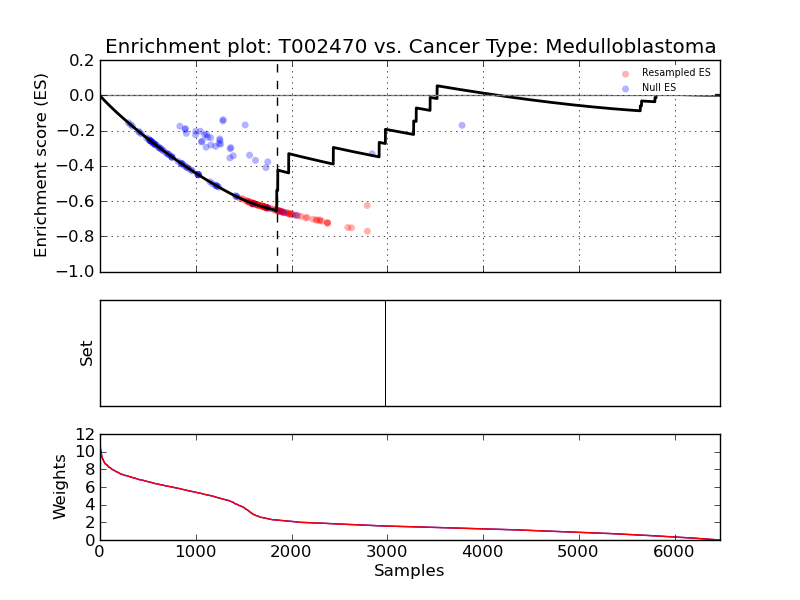 Enrichment plot: T002470 vs. Cancer Type: Medulloblastoma
0.2
0.0
−0.2
−0.4
−0.6
−0.8
−1.0
Enrichment score (ES)
Resampled ES
Null ES
Set
12
10
8
6
4
2
0
Weights
0 1000 2000 3000 4000 5000 6000
Samples